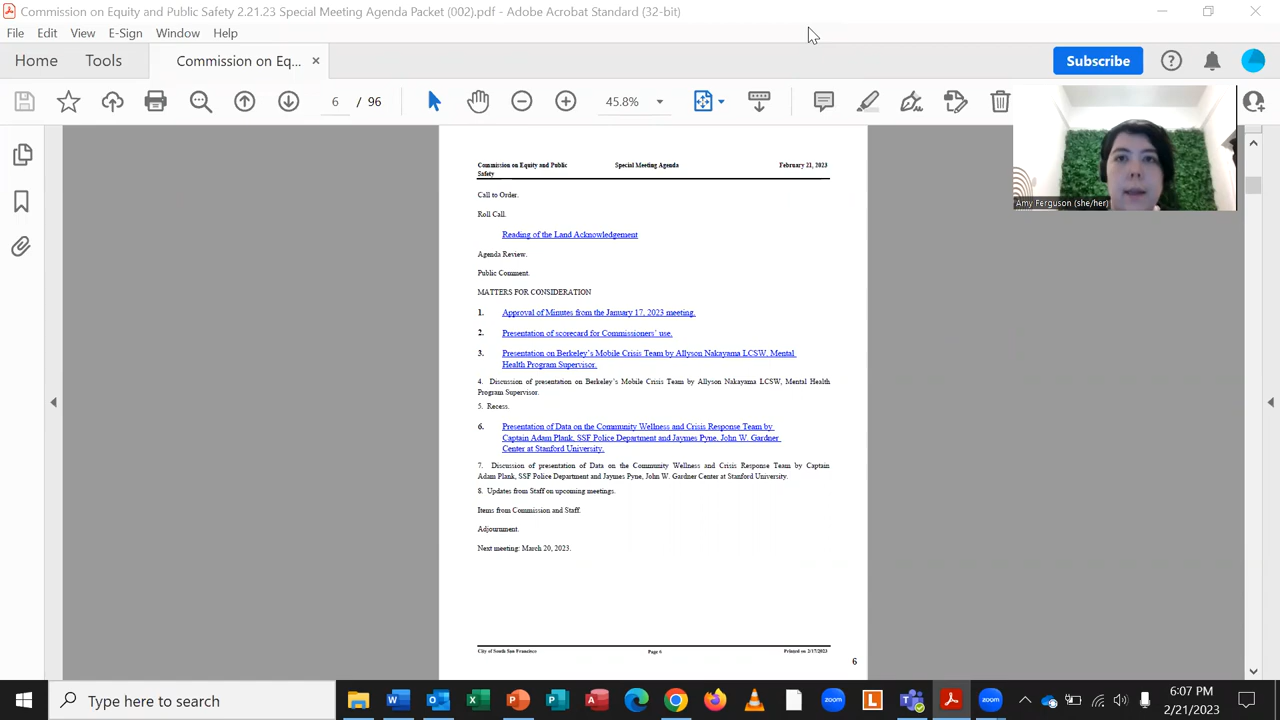 Commission on Equity and Public Safety 2.21.23 Special Meeting Agenda Packet (002).pdf - Adobe Acrobat Standard (32-bit)
File Edit View E-Sign Window Help
Home Tools Commission on Eq... × Subscribe
6 / 96 45.8%
Commission on Equity and Public Special Meeting Agenda February 21, 2023
Safety
Call to Order.
Roll Call.
Amy Ferguson (she/her)
Reading of the Land Acknowledgement
Agenda Review.
Public Comment.
MATTERS FOR CONSIDERATION
1. Approval of Minutes from the January 17, 2023 meeting.
2. Presentation of scorecard for Commissioners' use.
3. Presentation on Berkeley's Mobile Crisis Team by Allyson Nakayama LCSW, Mental
Health Program Supervisor.
4. Discussion of presentation on Berkeley's Mobile Crisis Team by Allyson Nakayama LCSW, Mental Health
Program Supervisor.
5. Recess.
6. Presentation of Data on the Community Wellness and Crisis Response Team by
Captain Adam Plank, SSF Police Department and Jaymes Pyne, John W. Gardner
Center at Stanford University.
7. Discussion of presentation of Data on the Community Wellness and Crisis Response Team by Captain
Adam Plank, SSF Police Department and Jaymes Pyne, John W. Gardner Center at Stanford University.
8. Updates from Staff on upcoming meetings.
Items from Commission and Staff.
Adjournment.
Next meeting: March 20, 2023.
City of South San Francisco Page 6 Printed on 2/17/2023
6
Type here to search
zoom L zoom
6:07 PM
2/21/2023